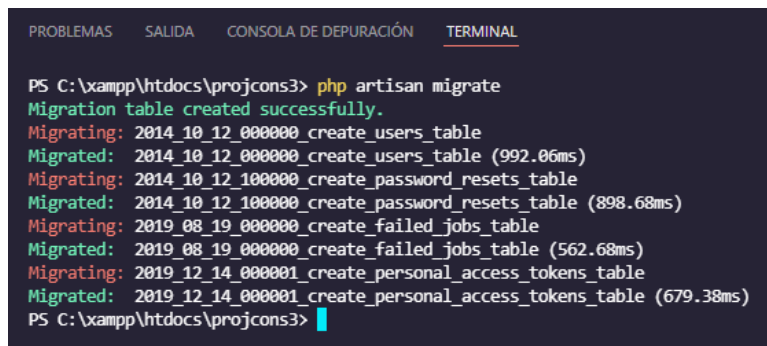 PROBLEMAS SALIDA CONSOLA DE DEPURACIÓN TERMINAL
PS C:\xampp\htdocs\projcons3> php artisan migrate
Migration table created successfully.
Migrating: 2014_10_12_000000_create_users_table
Migrated: 2014_10_12_000000_create_users_table (992.06ms)
Migrating: 2014_10_12_100000_create_password_resets_table
Migrated: 2014_10_12_100000_create_password_resets_table (898.68ms)
Migrating: 2019_08_19_000000_create_failed_jobs_table
Migrated: 2019_08_19_000000_create_failed_jobs_table (562.68ms)
Migrating: 2019_12_14_000001_create_personal_access_tokens_table
Migrated: 2019_12_14_000001_create_personal_access_tokens_table (679.38ms)
PS C:\xampp\htdocs\projcons3>